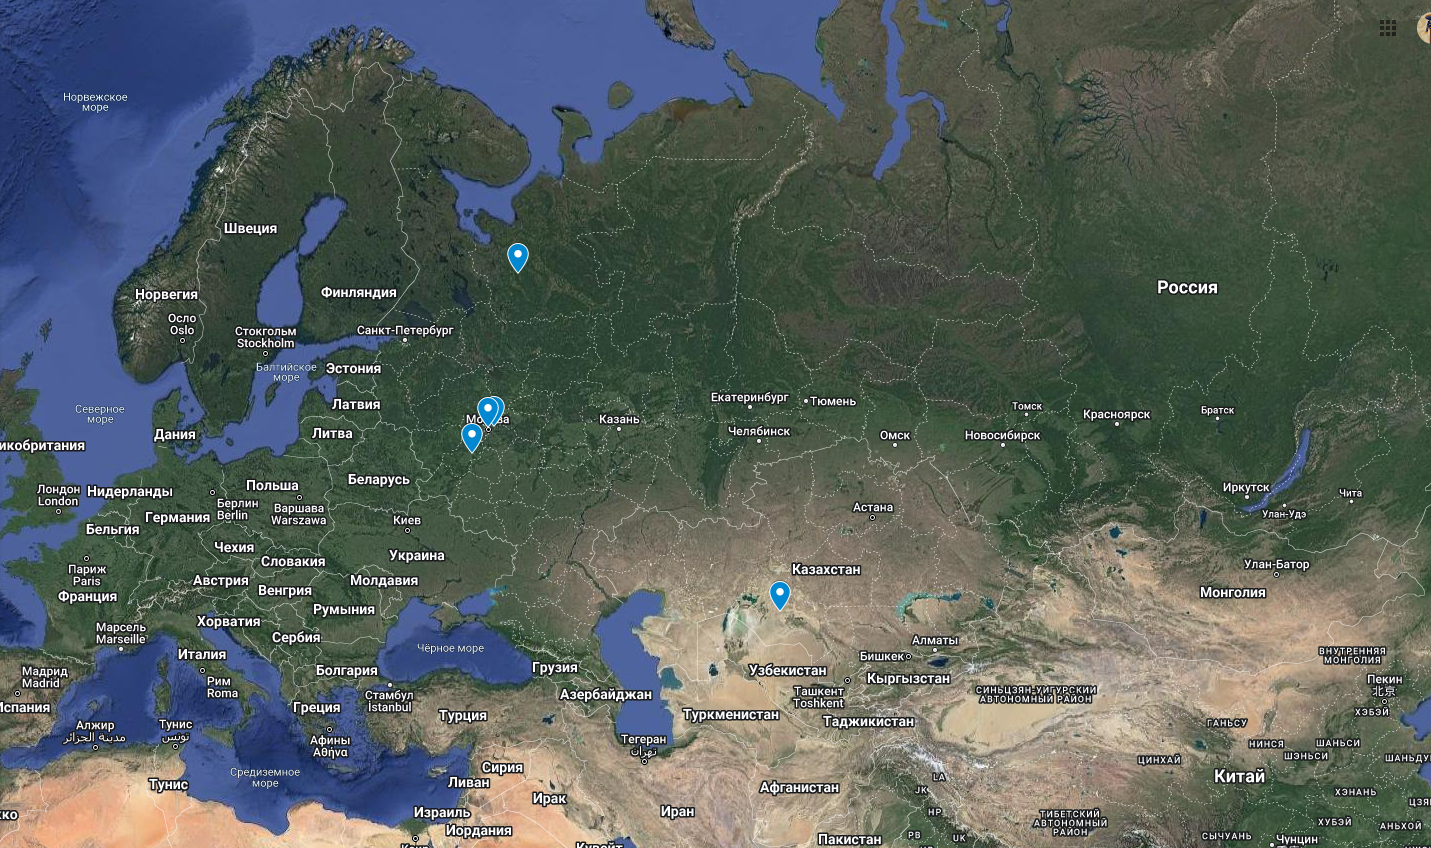 Норвежское
море
Швеция
Россия
Норвегия
Финляндия
Осло
Oslo
Стокгольм
Stockholm
Санкт-Петербург
Балтийское
море
Эстония
Северное
море
Латвия
Екатеринбург
Тюмень
Томск
Красноярск
Братск
Казань
Дания
Литва
Челябинск
Омск
Новосибирск
икобритания
Беларусь
Лондон
London
Нидерланды
Польша
Берлин
Berlin
Варшава
Warszawa
Иркутск
Чита
Улан-Удэ
Германия
Бельгия
Киев
Астана
Чехия
Словакия
Украина
Париж
Paris
Австрия
Венгрия
Молдавия
Казахстан
Улан-Батор
Монголия
Франция
Румыния
Хорватия
Марсель
Marseille
Сербия
Италия
Чёрное море
Алматы
Бишкек
ВНУТРЕННЯЯ
МОНГОЛИЯ
Мадрид
Madrid
Рим
Roma
Болгария
Грузия
Узбекистан
Кыргызстан
Пекин
北京
Стамбул
İstanbul
Азербайджан
Ташкент
Toshkent
СИНЬЦЗЯН-УЙГУРСКИЙ
АВТОНОМНЫЙ РАЙОН
Испания
Греция
Турция
Туркменистан
Таджикистан
ХЭБЭЙ
ГАНЬСУ
Алжир
مدينة الجزائر
Тунис
تونس
Афины
Αθήνα
Тегеран
تهران
НИНСЯ
ШАНЬСИ
ШЭНЬСИ
ШАНЬДУ
ЦИНХАЙ
Средиземное
море
Тунис
Сирия
Ливан
Ирак
Иран
Афганистан
LA
JK
HP
PB
UK
Китай
ХЭНАНЬ
ЦЗЯ
Израиль
Иордания
ТИБЕТСКИЙ
АВТОНОМНЫЙ
РАЙОН
ХУБЭЙ
АНЬХОЙ
Пакистан
СЫЧУАНЬ
Чунцин